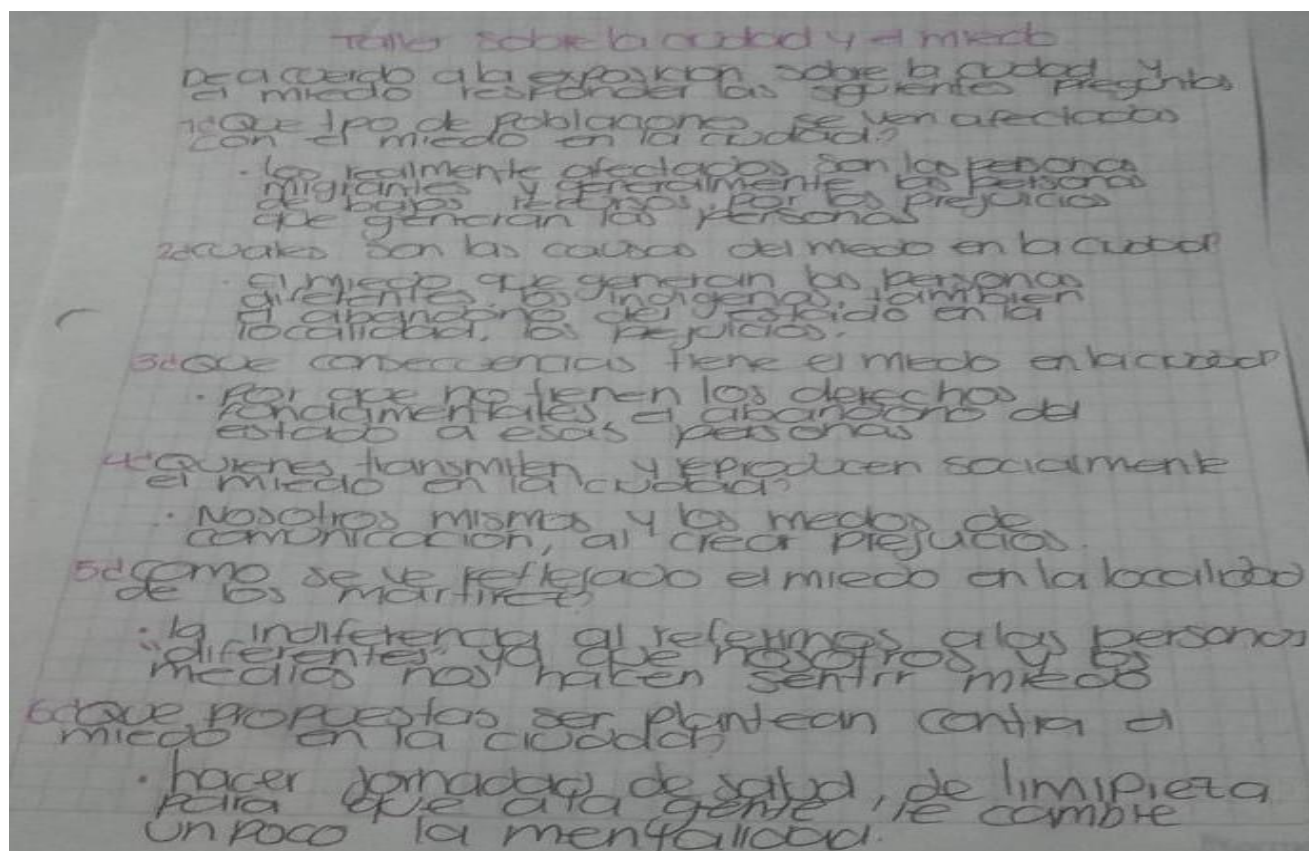 Taller sobre la ciudad y el miedo
De acuerdo a la exposicion sobre la ciudad y
el miedo responder las siguientes preguntas
1¿Que tipo de poblaciones se ven afectadas
con el miedo en la ciudad?
· Los realmente afectados son las personas
migrantes y generalmente las personas
de bajos recursos, por los prejuicios
que generan las personas
2¿cuales son las causas del miedo en la ciudad?
· El miedo que generan las personas
diferentes, los indigenas, tambien
el abandono del estado en la
localidad, los prejuicios.
3¿Que consecuencias tiene el miedo en la ciudad?
· Por que no tienen los derechos
fundamentales, el abandono del
estado a esas personas
4¿Quienes transmiten y reproducen socialmente
el miedo en la ciudad?
· Nosotros mismos y los medios de
comunicacion, al crear prejuicios.
5¿como se ve reflejado el miedo en la localidad
de los martires?
· la indiferencia al referirnos a las personas
"diferentes" ya que nosotros y los
medios nos hacen sentir miedo
6¿Que propuestas ser plantean contra el
miedo en la ciudad?
· hacer jornadas de salud, de limipieza
para que a la gente le cambie
un poco la mentalidad.